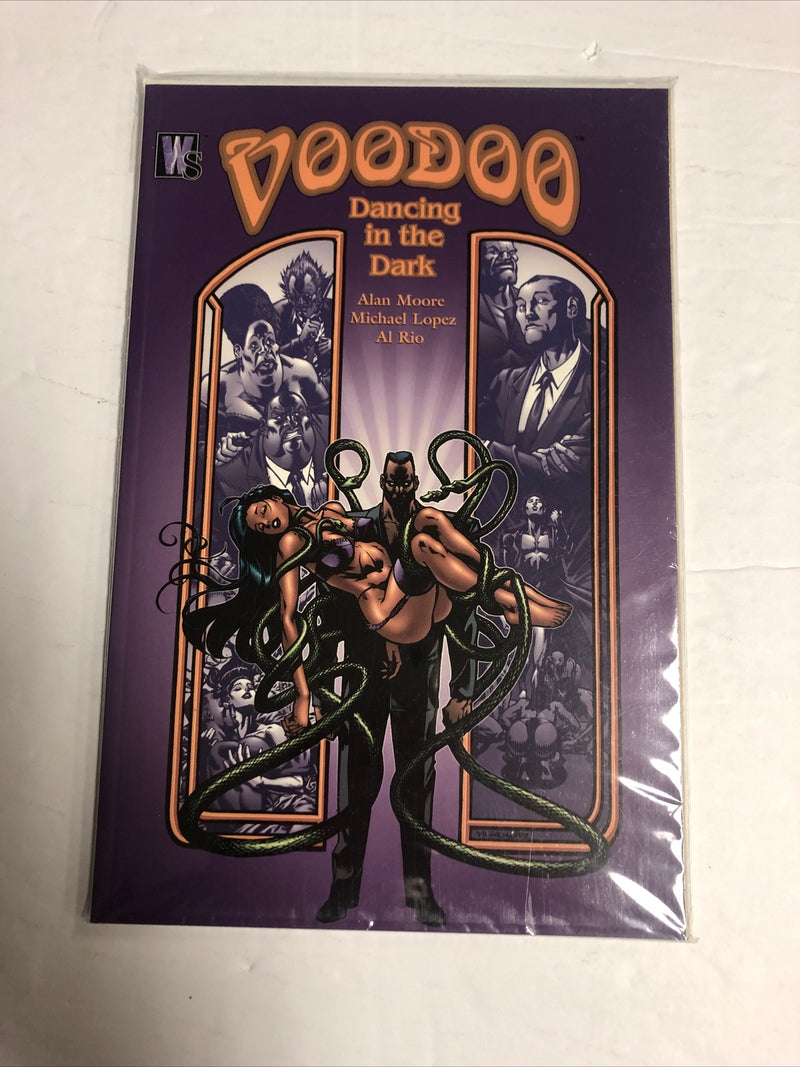 WS
VOODOO
Dancing
in the
Dark
Alan Moore
Michael Lopez
Al Rio